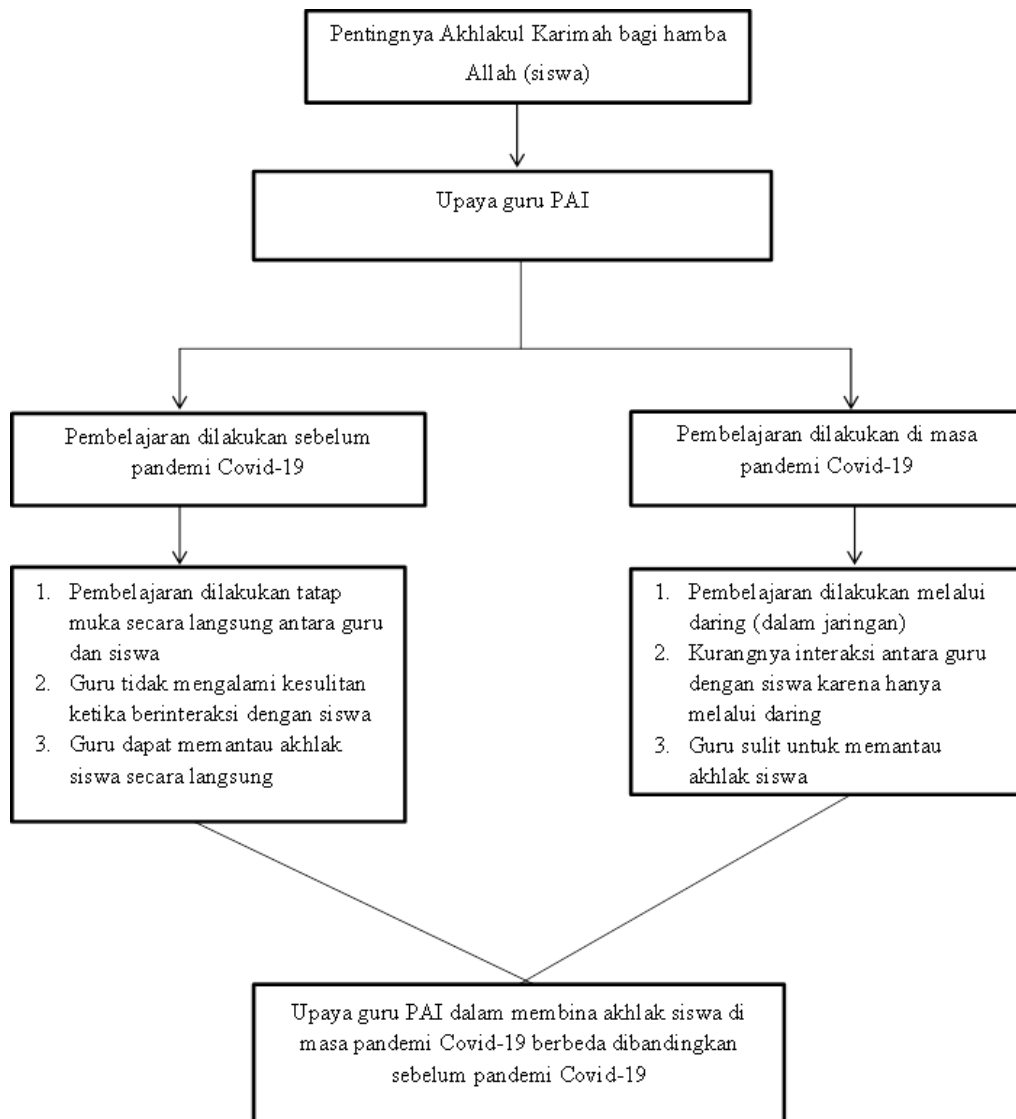 Pentingnya Akhlakul Karimah bagi hamba
Allah (siswa)
Upaya guru PAI
Pembelajaran dilakukan sebelum
pandemi Covid-19
Pembelajaran dilakukan di masa
pandemi Covid-19
1. Pembelajaran dilakukan tatap
muka secara langsung antara guru
dan siswa
2. Guru tidak mengalami kesulitan
ketika berinteraksi dengan siswa
3. Guru dapat memantau akhlak
siswa secara langsung
1. Pembelajaran dilakukan melalui
daring (dalam jaringan)
2. Kurangnya interaksi antara guru
dengan siswa karena hanya
melalui daring
3. Guru sulit untuk memantau
akhlak siswa
Upaya guru PAI dalam membina akhlak siswa di
masa pandemi Covid-19 berbeda dibandingkan
sebelum pandemi Covid-19